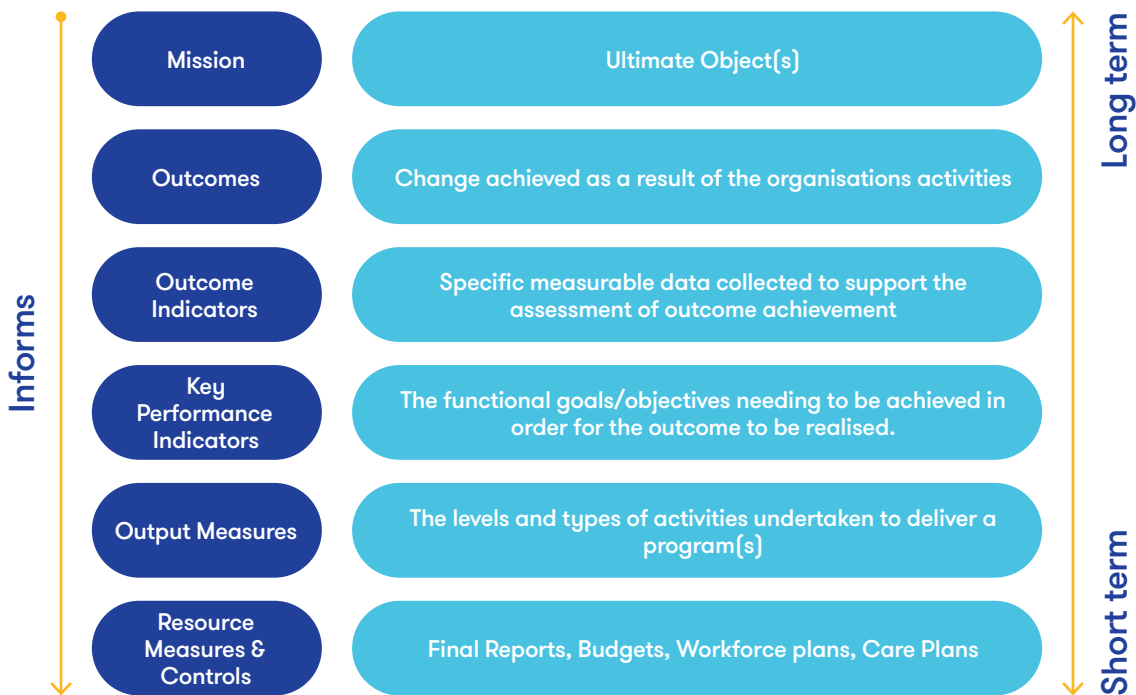 Informs
Mission
Ultimate Object(s)
Long term
Outcomes
Change achieved as a result of the organisations activities
Outcome
Indicators
Specific measurable data collected to support the
assessment of outcome achievement
Key
Performance
Indicators
The functional goals/objectives needing to be achieved in
order for the outcome to be realised.
Output Measures
The levels and types of activities undertaken to deliver a
program(s)
Resource
Measures &
Controls
Final Reports, Budgets, Workforce plans, Care Plans
Short term